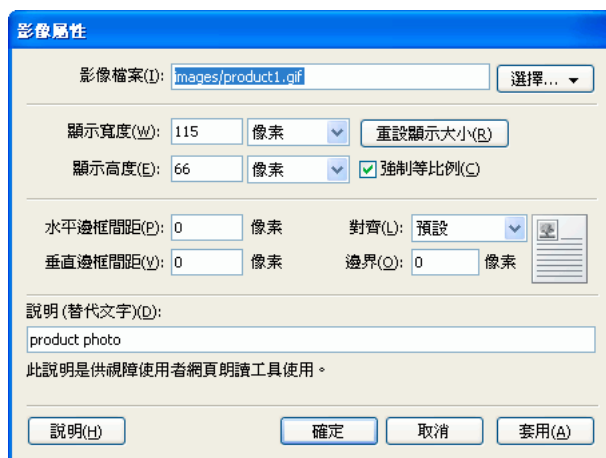 影像屬性
影像檔案(I): images/product1.gif 選擇...
顯示寬度(W): 115 像素 重設顯示大小(R)
顯示高度(E): 66 像素 強制等比例(C)
水平邊框間距(P): 0 像素 對齊(L): 預設
垂直邊框間距(V): 0 像素 邊界(O): 0 像素
說明(替代文字)(D):
product photo
此說明是供視障使用者網頁朗讀工具使用。
說明(H) 確定 取消 套用(A)